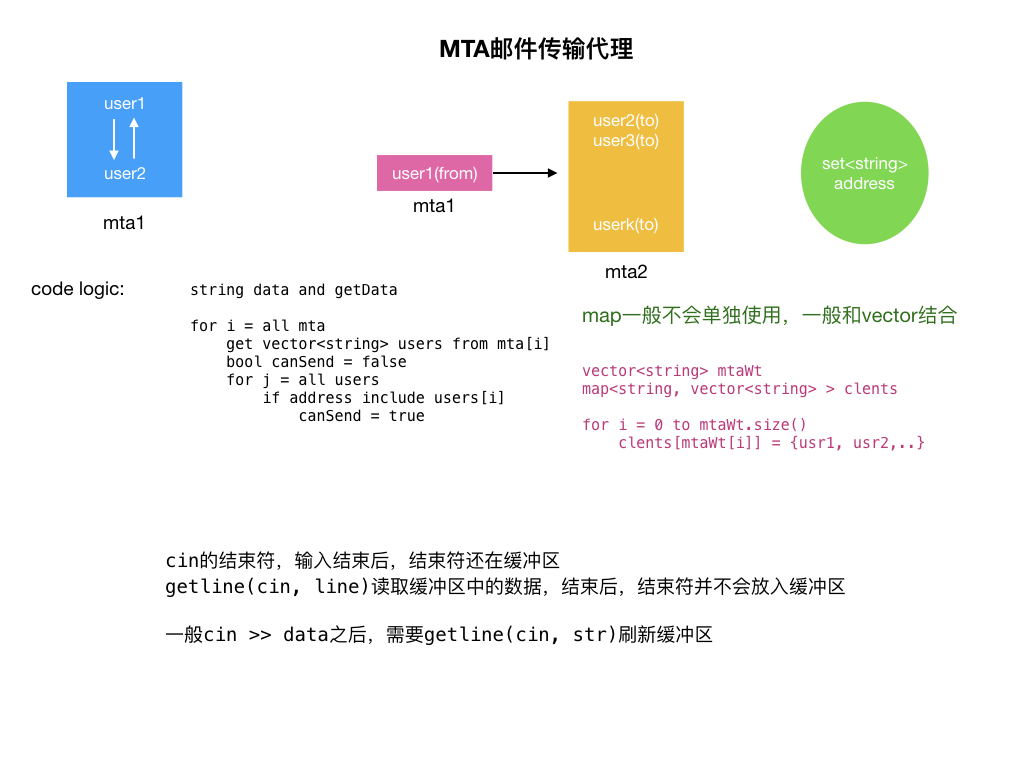 MTA邮件传输代理
user1
user2
mta1
user1(from)
mta1
user2(to)
user3(to)
userk(to)
mta2
set<string>
address
code logic:
string data and getData
for i = all mta
get vector<string> users from mta[i]
bool canSend = false
for j = all users
if address include users[i]
canSend = true
map一般不会单独使用，一般和vector结合
vector<string> mtaWt
map<string, vector<string> > clents
for i = 0 to mtaWt.size()
clents[mtaWt[i]] = {usr1, usr2,..}
cin的结束符，输入结束后，结束符还在缓冲区
getline(cin, line)读取缓冲区中的数据，结束后，结束符并不会放入缓冲区
一般cin >> data之后，需要getline(cin, str)刷新缓冲区